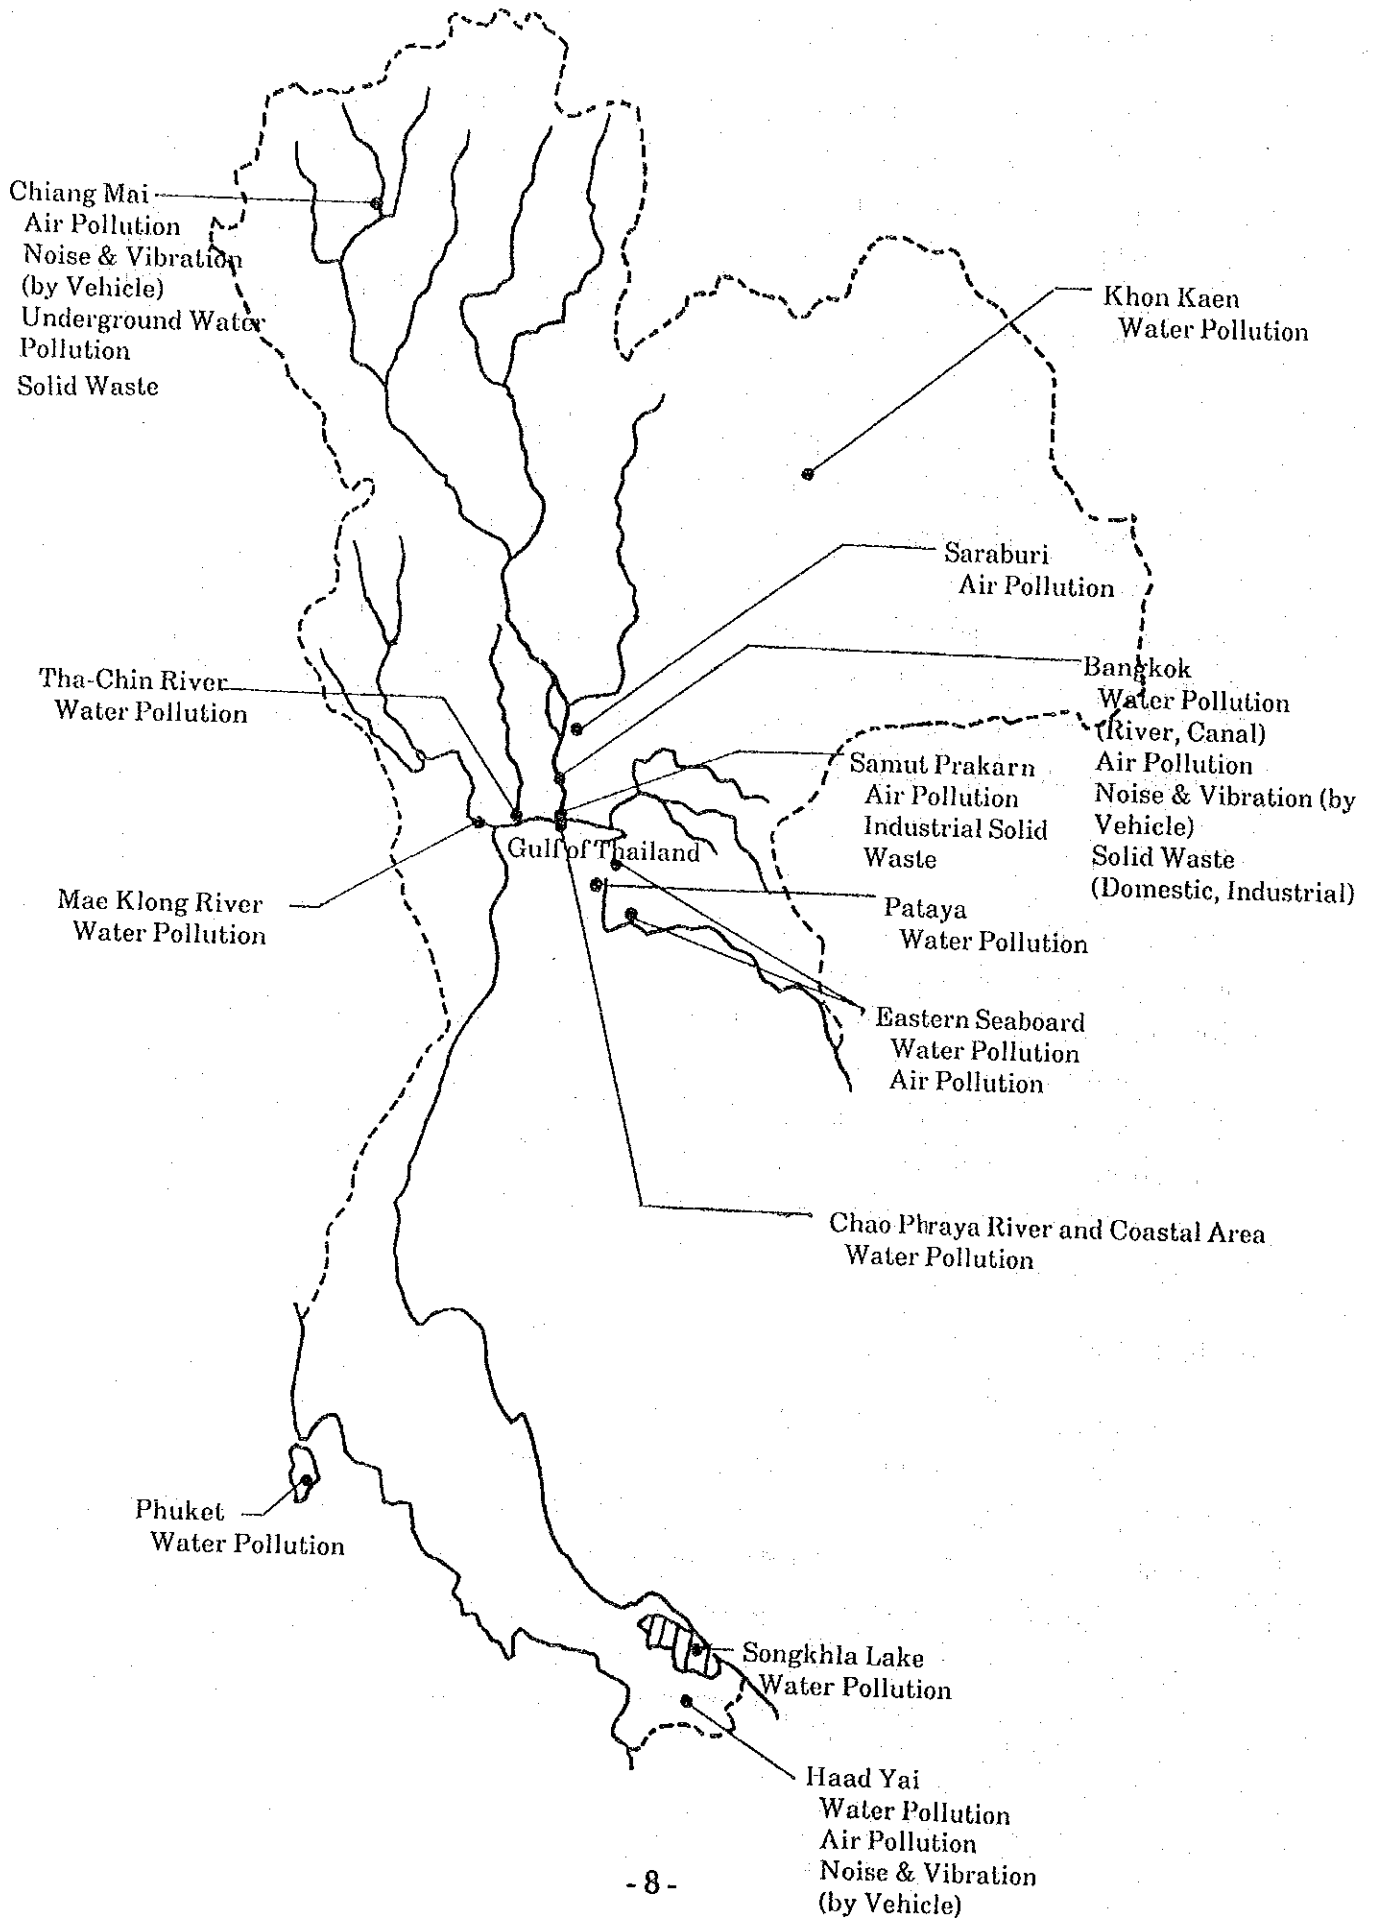 Chiang Mai
Air Pollution
Noise & Vibration
(by Vehicle)
Underground Water
Pollution
Solid Waste
Khon Kaen
Water Pollution
Saraburi
Air Pollution
Tha-Chin River
Water Pollution
Bangkok
Water Pollution
(River, Canal)
Air Pollution
Noise & Vibration (by
Vehicle)
Solid Waste
(Domestic, Industrial)
Samut Prakarn
Air Pollution
Industrial Solid
Waste
Gulf of Thailand
Mae Klong River
Water Pollution
Pataya
Water Pollution
Eastern Seaboard
Water Pollution
Air Pollution
Chao Phraya River and Coastal Area
Water Pollution
Phuket
Water Pollution
Songkhla Lake
Water Pollution
Haad Yai
Water Pollution
Air Pollution
Noise & Vibration
(by Vehicle)
- 8 -